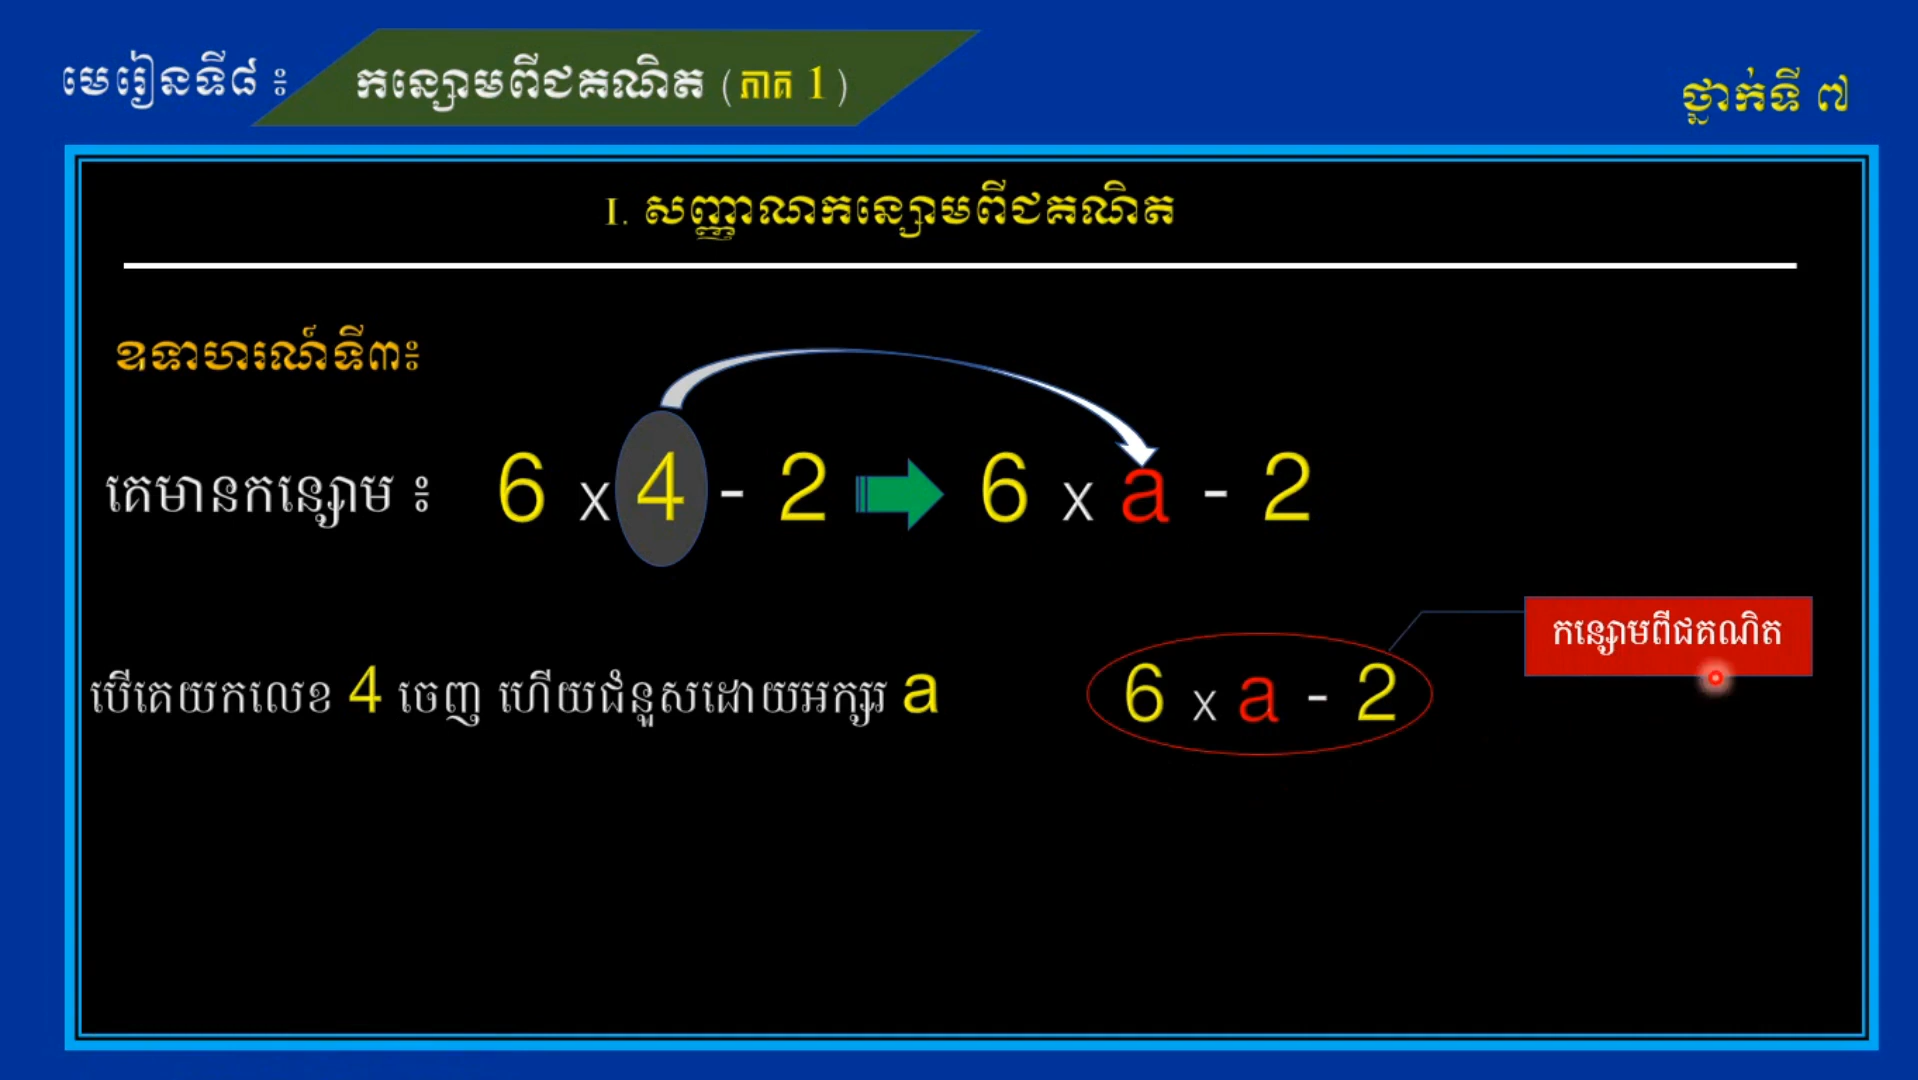 មេរៀនទី៨ ៖ កន្សោមពីជគណិត (ភាគ 1)
ថ្នាក់ទី ៧
I. សញ្ញាណកន្សោមពីជគណិត
ឧទាហរណ៍ទី៣៖
គេមានកន្សោម ៖ 6 x 4 - 2 6 x a - 2
កន្សោមពីជគណិត
បើគេយកលេខ 4 ចេញ ហើយជំនួសដោយអក្សរ a 6 x a - 2